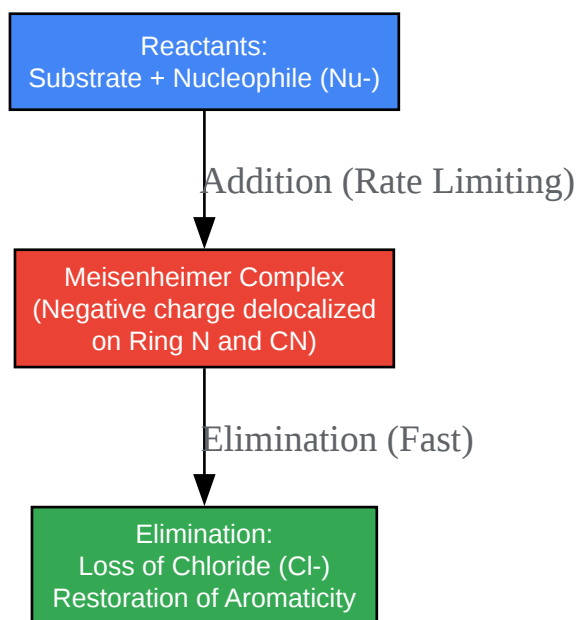 Reactants:
Substrate + Nucleophile (Nu-)
Addition (Rate Limiting)
Meisenheimer Complex
(Negative charge delocalized
on Ring N and CN)
Elimination (Fast)
Elimination:
Loss of Chloride (Cl-)
Restoration of Aromaticity